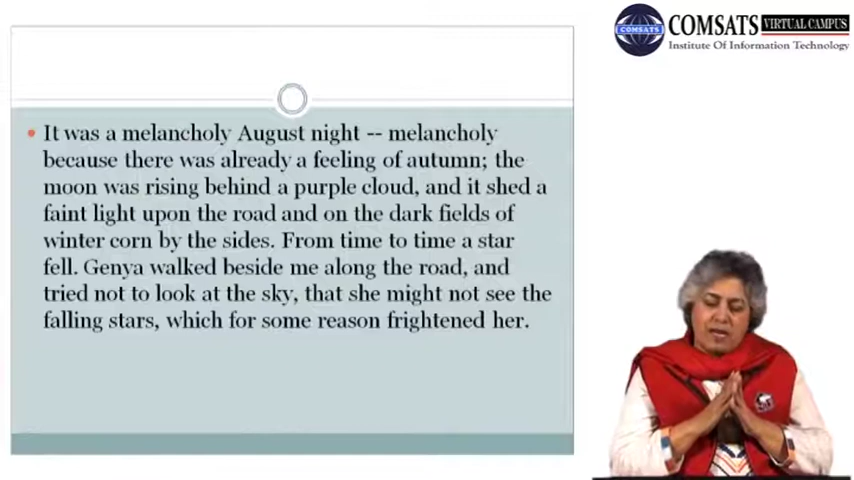 COMSATS VIRTUAL CAMPUS
COMSATS
Institute Of Information Technology
• It was a melancholy August night -- melancholy
because there was already a feeling of autumn; the
moon was rising behind a purple cloud, and it shed a
faint light upon the road and on the dark fields of
winter corn by the sides. From time to time a star
fell. Genya walked beside me along the road, and
tried not to look at the sky, that she might not see the
falling stars, which for some reason frightened her.